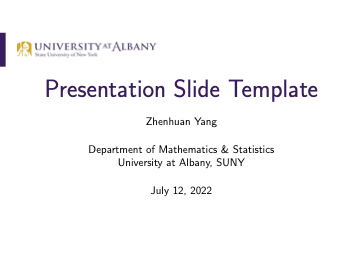 UNIVERSITY AT ALBANY
State University of New York
Presentation Slide Template
Zhenhuan Yang
Department of Mathematics & Statistics
University at Albany, SUNY
July 12, 2022